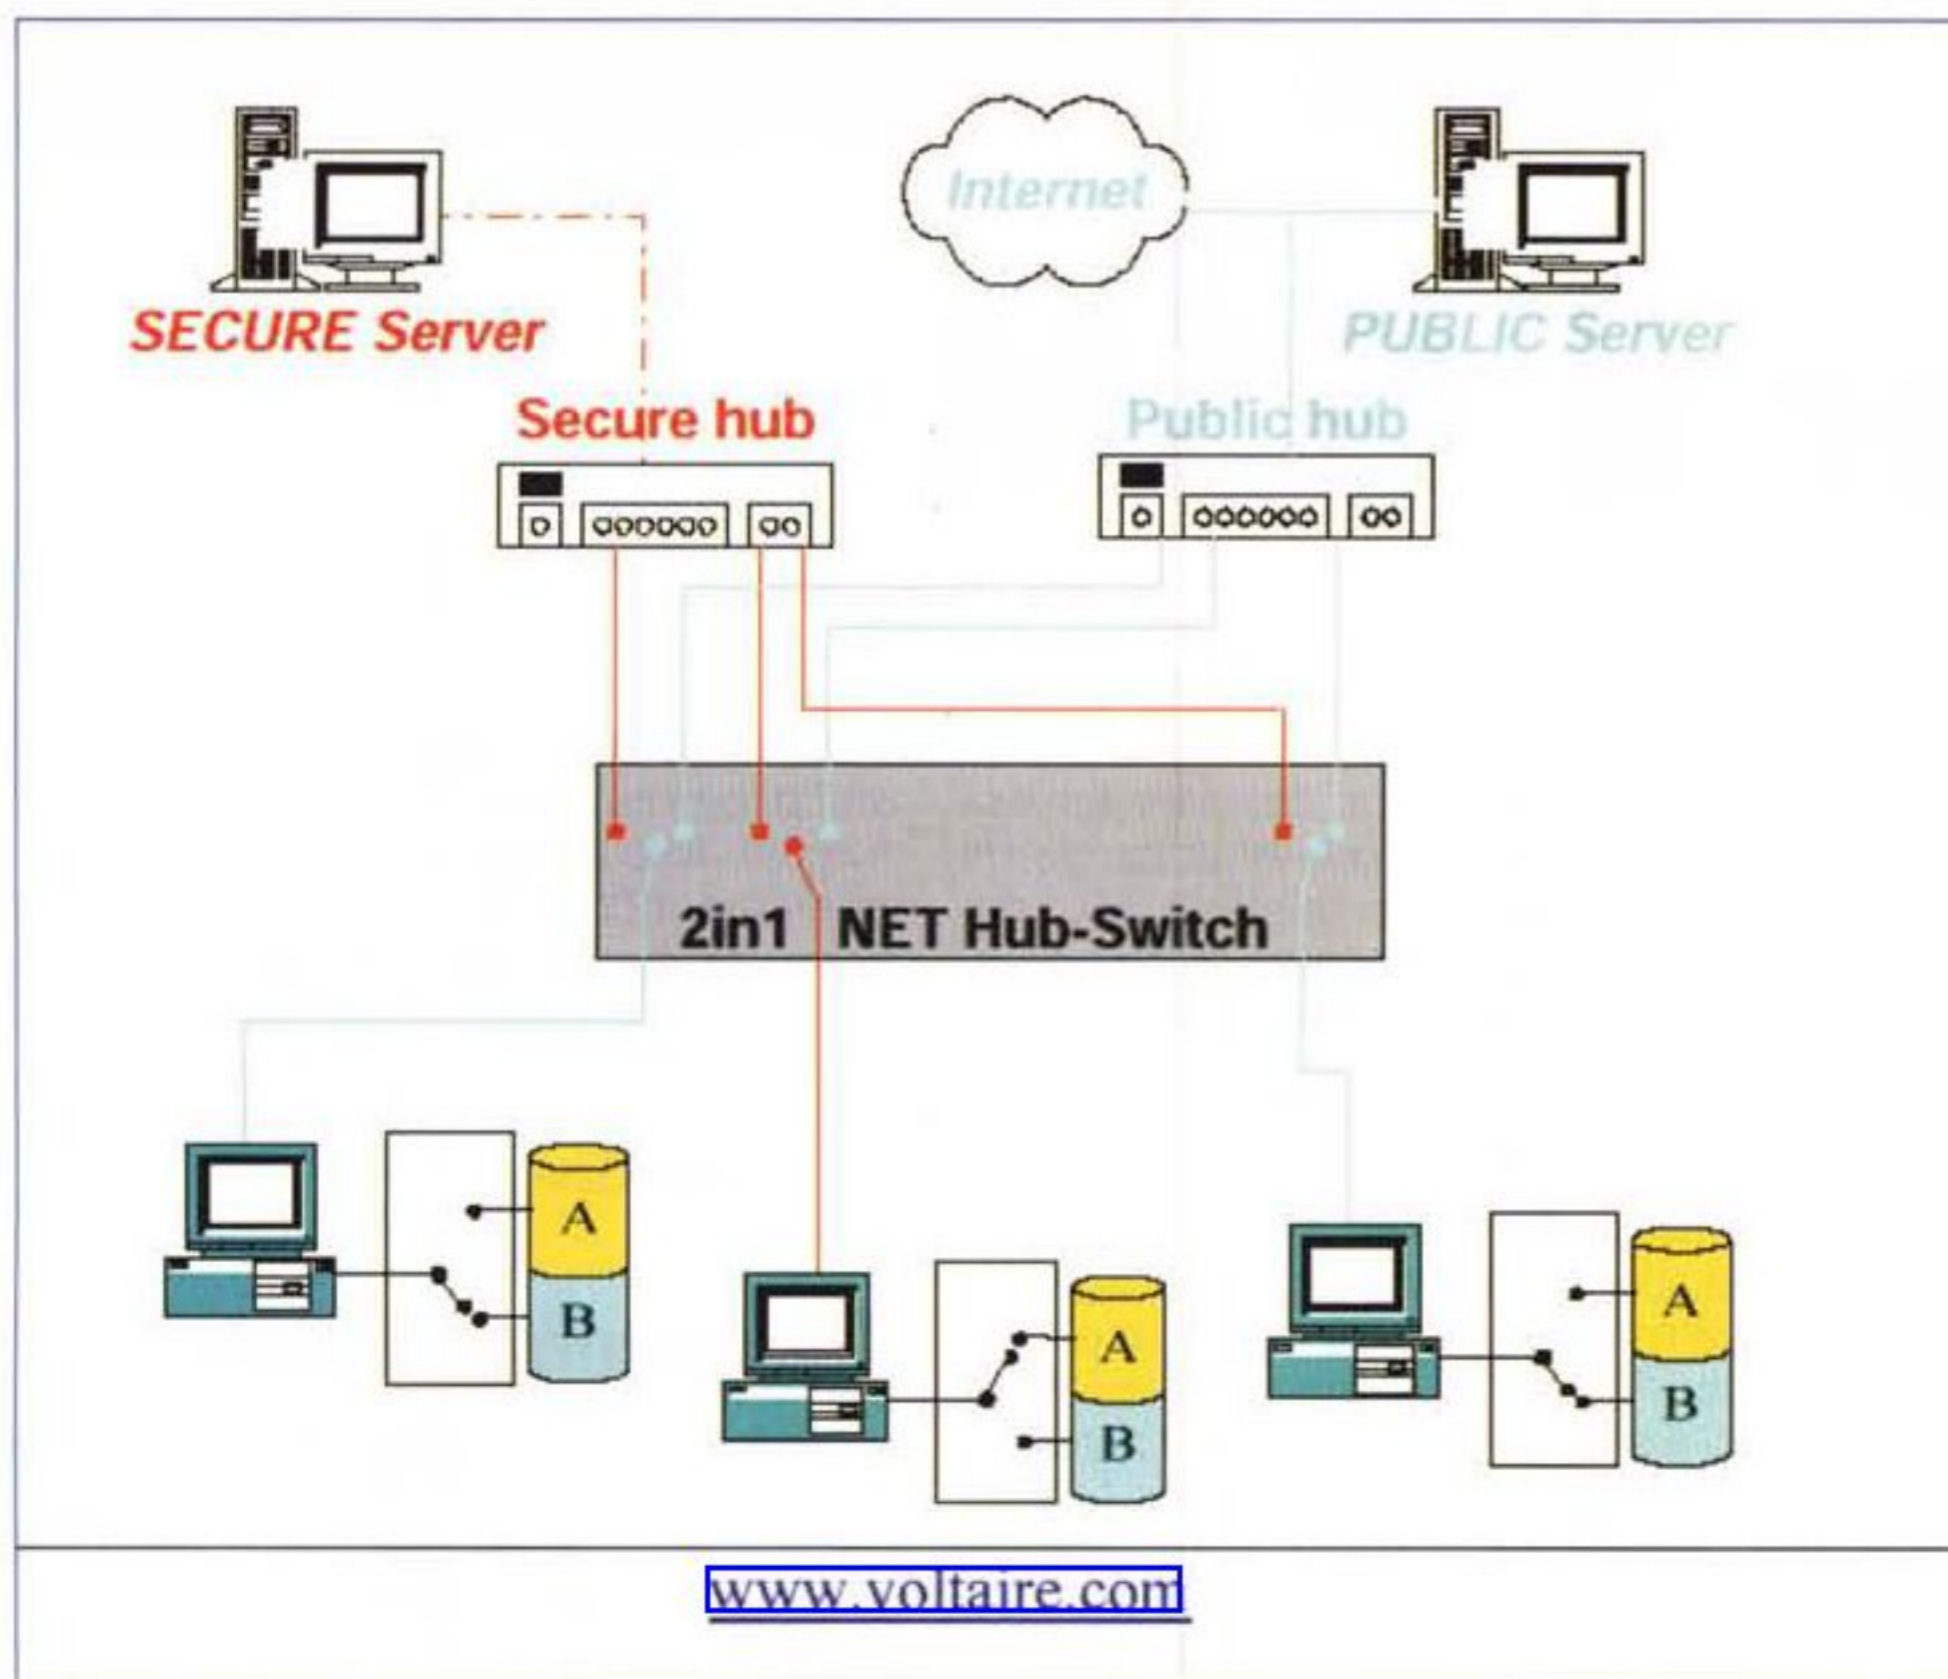 Internet
SECURE Server
PUBLIC Server
Secure hub
Public hub
2in1 NET Hub-Switch
A
B
A
B
A
B
www.voltaire.com